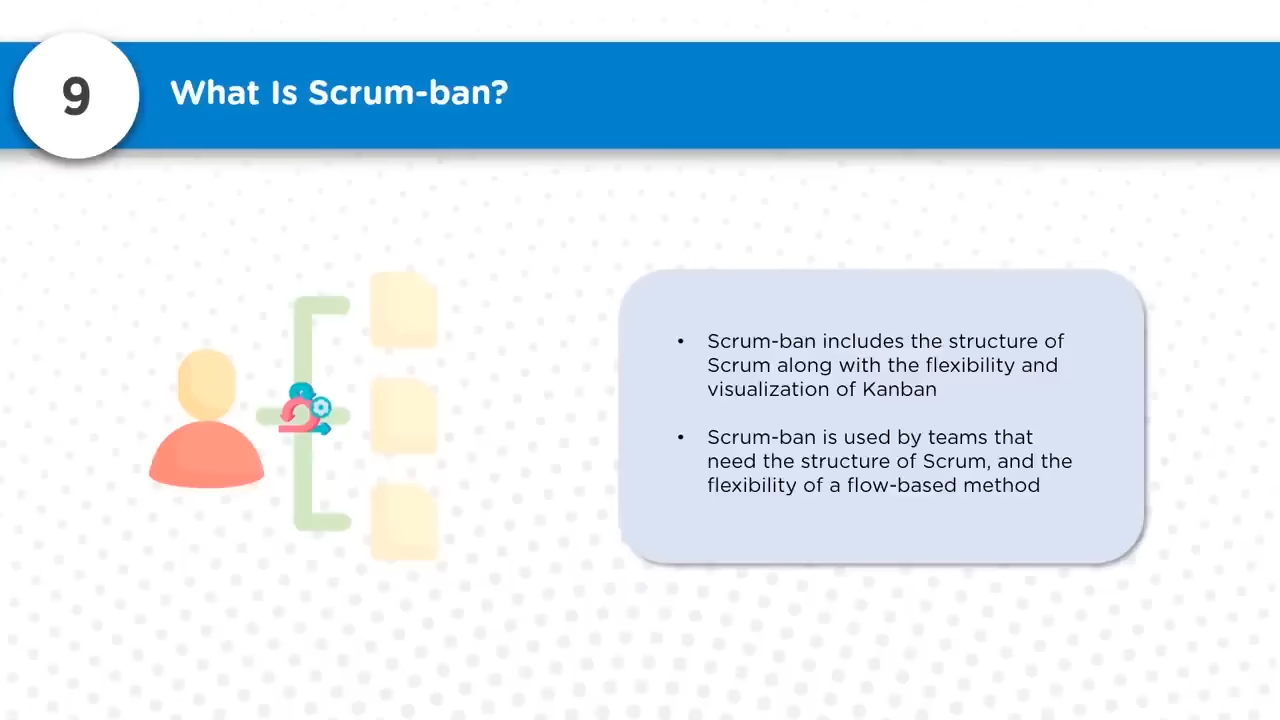 9
What Is Scrum-ban?
• Scrum-ban includes the structure of
Scrum along with the flexibility and
visualization of Kanban
• Scrum-ban is used by teams that
need the structure of Scrum, and the
flexibility of a flow-based method